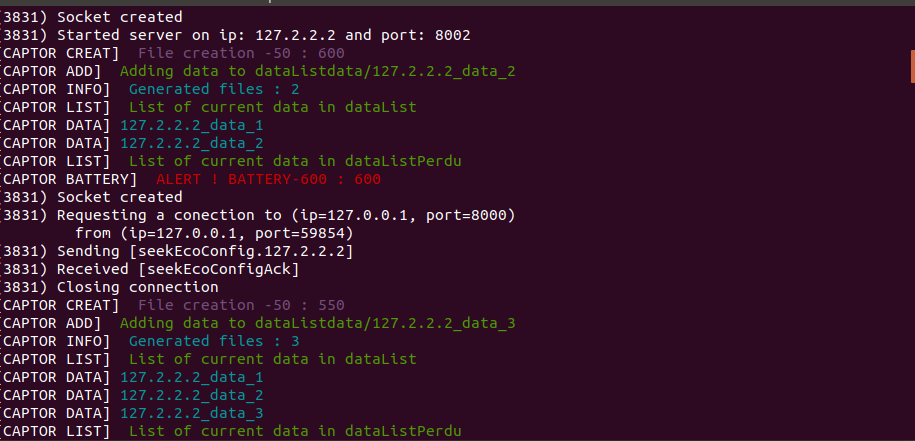 (3831) Socket created
(3831) Started server on ip: 127.2.2.2 and port: 8002
[CAPTOR CREAT]  File creation -50 : 600
[CAPTOR ADD]  Adding data to dataListdata/127.2.2.2_data_2
[CAPTOR INFO]  Generated files : 2
[CAPTOR LIST]  List of current data in dataList
[CAPTOR DATA] 127.2.2.2_data_1
[CAPTOR DATA] 127.2.2.2_data_2
[CAPTOR LIST]  List of current data in dataListPerdu
[CAPTOR BATTERY]  ALERT ! BATTERY-600 : 600
(3831) Socket created
(3831) Requesting a conection to (ip=127.0.0.1, port=8000)
from (ip=127.0.0.1, port=59854)
(3831) Sending [seekEcoConfig.127.2.2.2]
(3831) Received [seekEcoConfigAck]
(3831) Closing connection
[CAPTOR CREAT]  File creation -50 : 550
[CAPTOR ADD]  Adding data to dataListdata/127.2.2.2_data_3
[CAPTOR INFO]  Generated files : 3
[CAPTOR LIST]  List of current data in dataList
[CAPTOR DATA] 127.2.2.2_data_1
[CAPTOR DATA] 127.2.2.2_data_2
[CAPTOR DATA] 127.2.2.2_data_3
[CAPTOR LIST]  List of current data in dataListPerdu